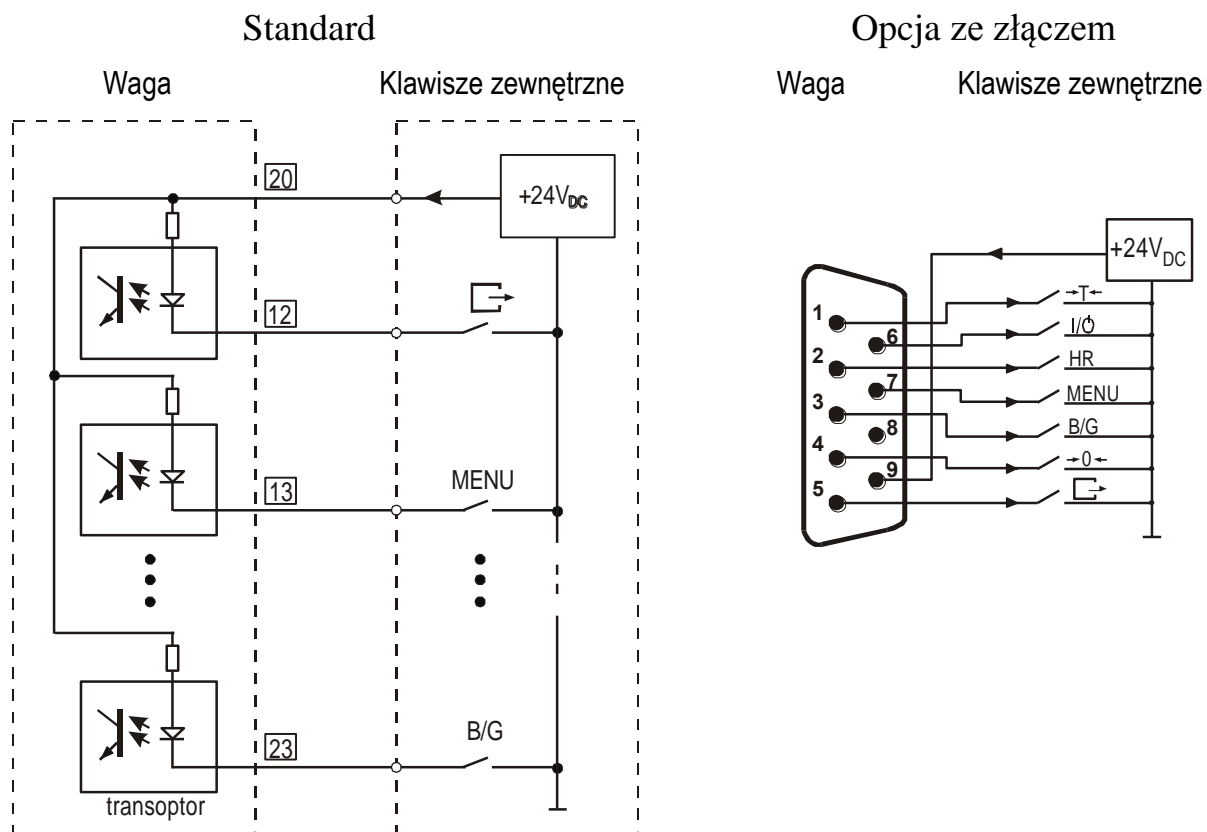 Standard
Waga
Klawisze zewnętrzne
20
+24VDC
12
13
MENU
23
B/G
transoptor
Opcja ze złączem
Waga
Klawisze zewnętrzne
+24VDC
1
2
3
4
5
6
7
8
9
→T←
I/⏻
HR
MENU
B/G
→0←